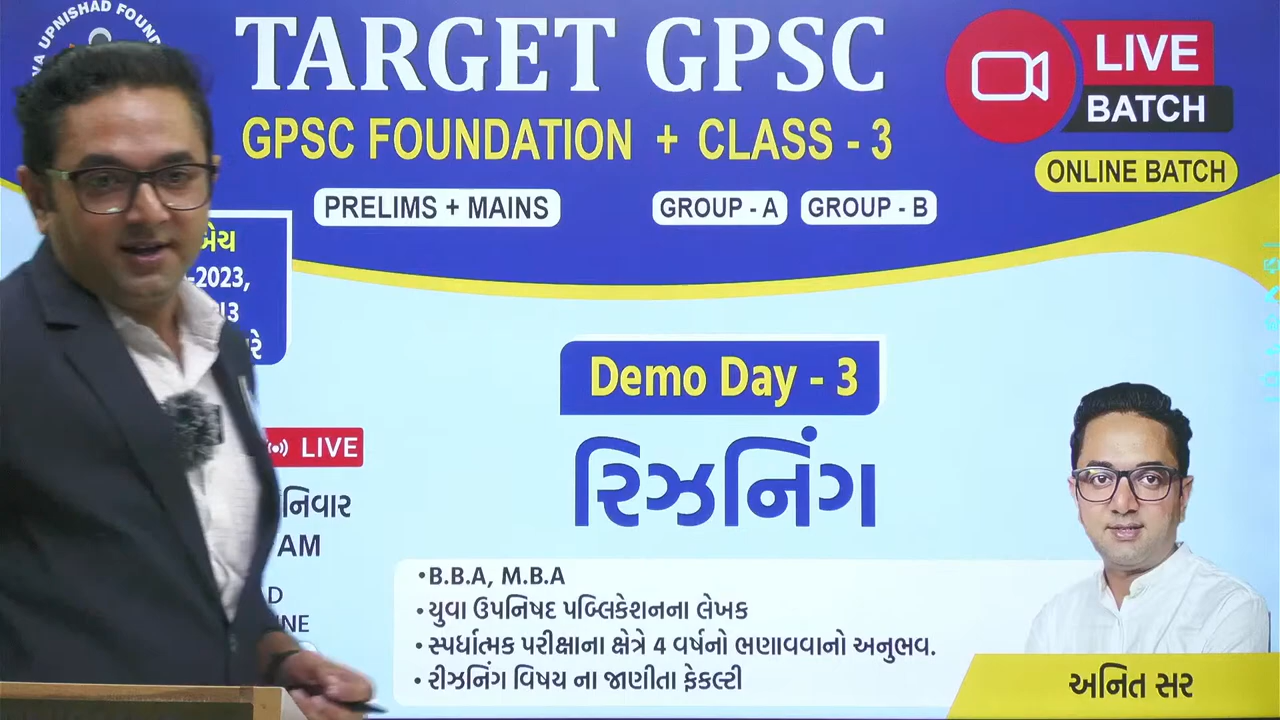 UPNISHAD FOUN
TARGET GPSC
GPSC FOUNDATION + CLASS - 3
PRELIMS + MAINS
GROUP - A
GROUP - B
LIVE
BATCH
ONLINE BATCH
-2023,
Demo Day - 3
રિઝનિંગ
LIVE
AM
• B.B.A, M.B.A
• યુવા ઉપનિષદ પબ્લિકેશનના લેખક
• સ્પર્ધાત્મક પરીક્ષાના ક્ષેત્રે 4 વર્ષનો ભણાવવાનો અનુભવ.
• રીઝનિંગ વિષય ના જાણીતા ફેકલ્ટી
અનિત સર